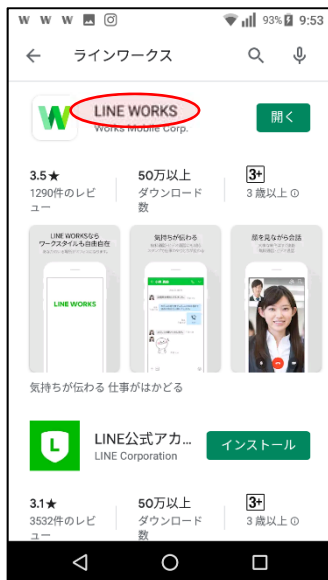 W W W 93% 9:53
ラインワークス
LINE WORKS
Works Mobile Corp.
開く
3.5★
1290件のレビ
ュー
50万以上
ダウンロード
数
3+
3 歳以上
LINE WORKSなら
ワークスタイルも自由自在
気持ちが伝わる
顔を見ながら会話
LINE WORKS
気持ちが伝わる 仕事がはかどる
LINE公式アカ...
LINE Corporation
インストール
3.1★
3532件のレビ
ュー
50万以上
ダウンロード
数
3+
3 歳以上